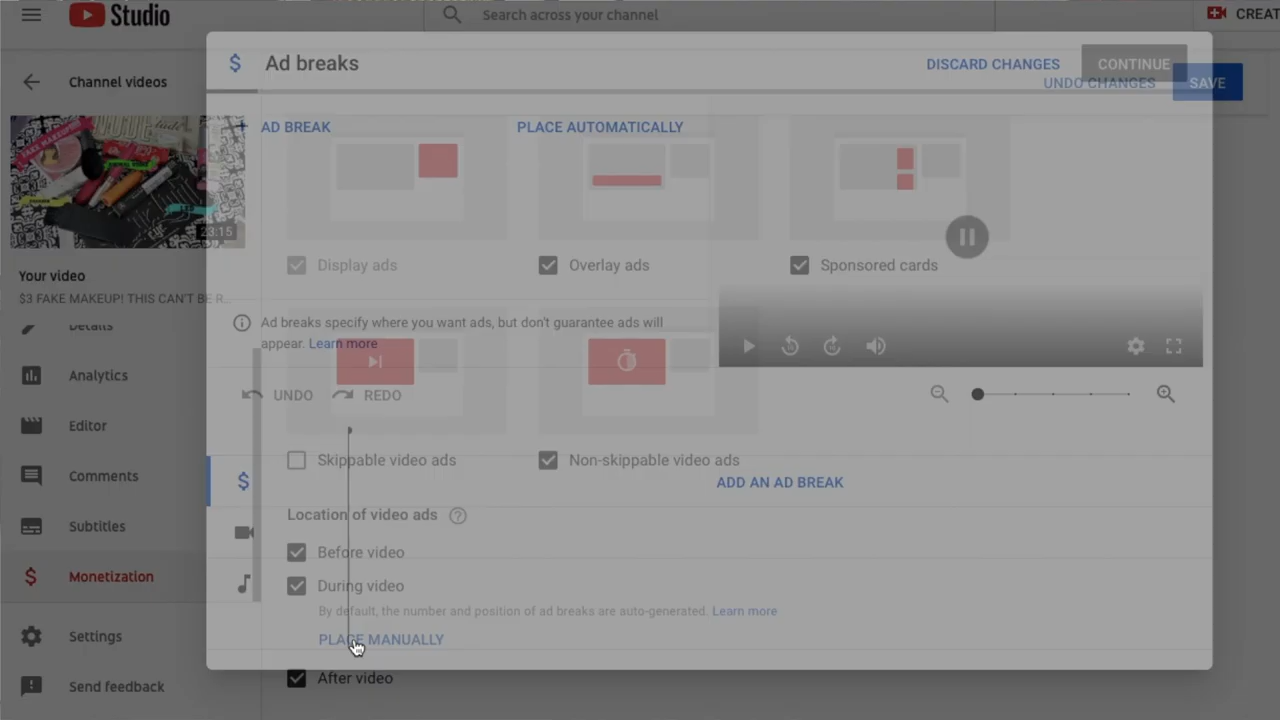 Studio
Search across your channel
CREAT
Channel videos
Ad breaks
DISCARD CHANGES
CONTINUE
UNDO CHANGES
SAVE
AD BREAK
PLACE AUTOMATICALLY
FAKE MAKEUP!
23:15
Your video
$3 FAKE MAKEUP! THIS CAN'T BE R...
Display ads
Overlay ads
Sponsored cards
Ad breaks specify where you want ads, but don't guarantee ads will
appear. Learn more
UNDO
REDO
Details
Analytics
Editor
Comments
Subtitles
Monetization
Settings
Send feedback
Skippable video ads
Non-skippable video ads
ADD AN AD BREAK
Location of video ads
Before video
During video
By default, the number and position of ad breaks are auto-generated. Learn more
PLACE MANUALLY
After video